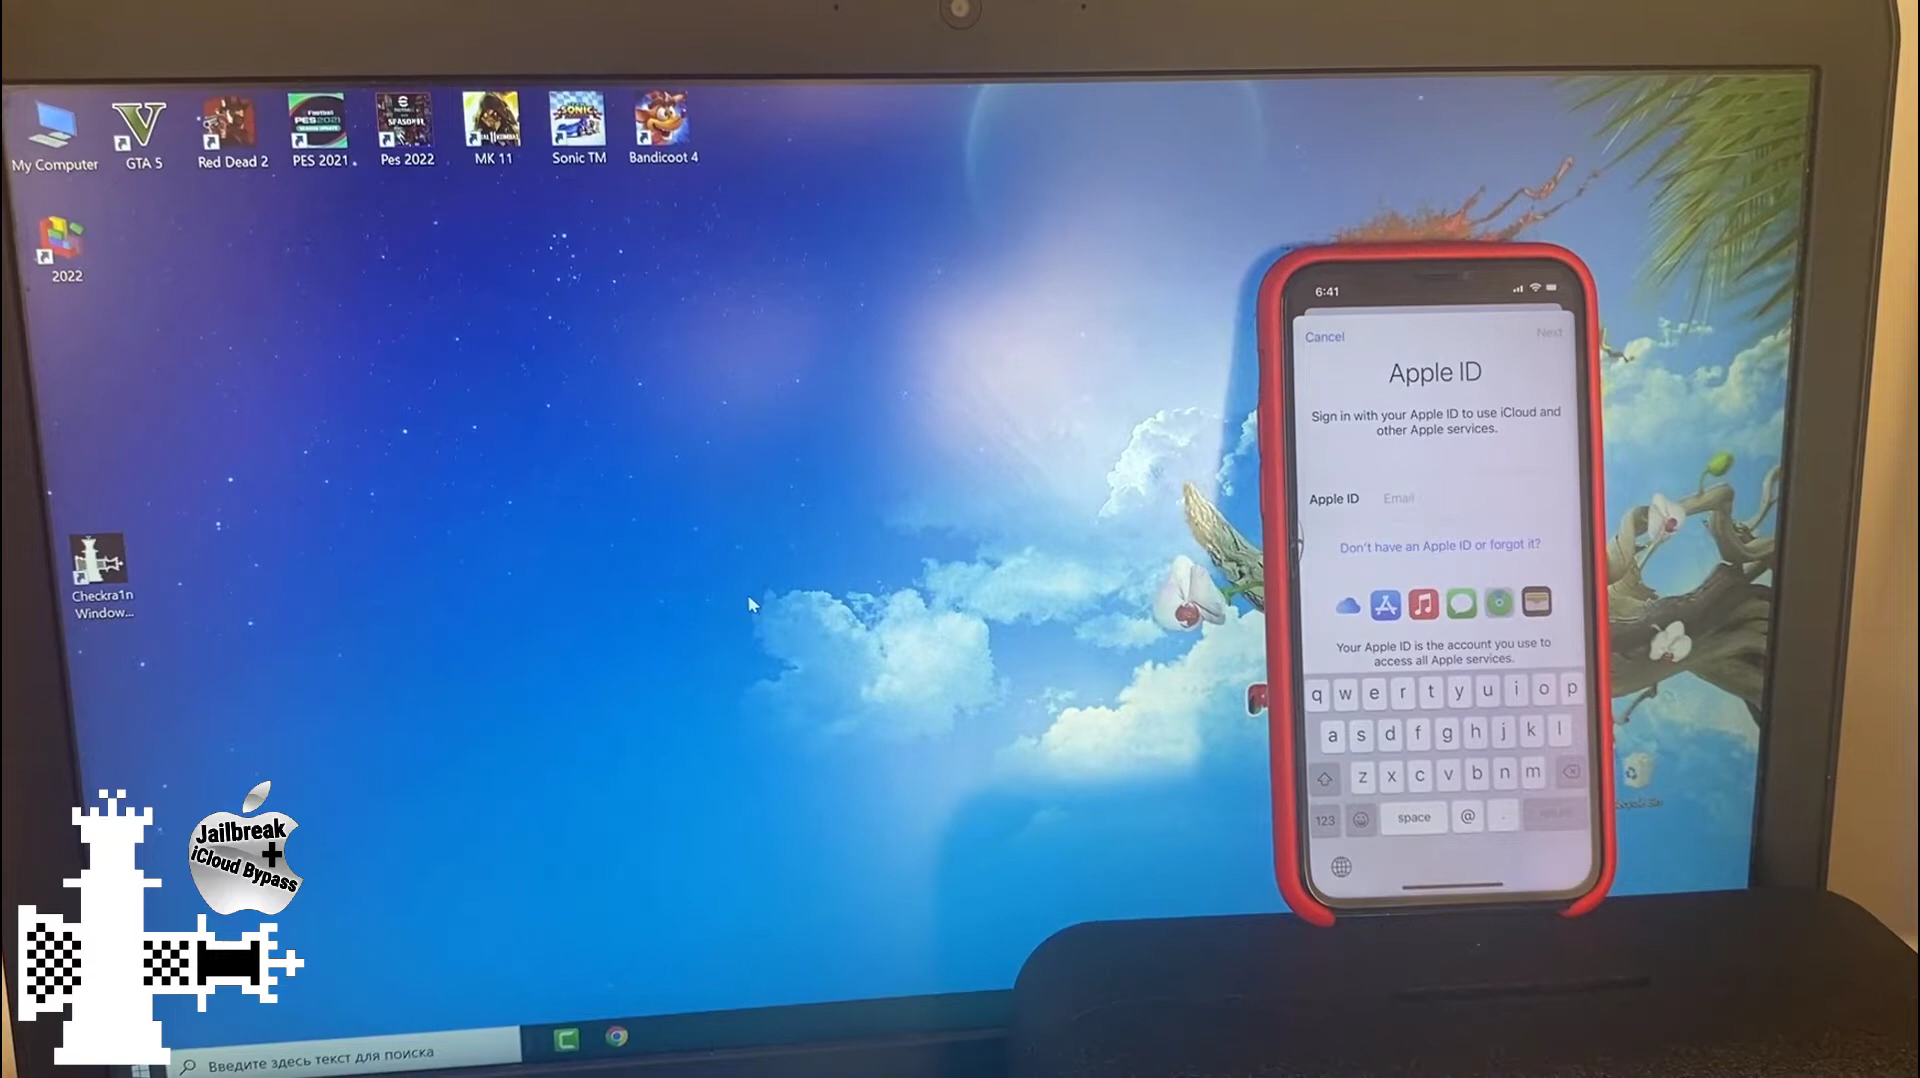 My Computer
GTA 5
Red Dead 2
PES 2021
Pes 2022
MK 11
Sonic TM
Bandicoot 4
2022
Checkra1n
Window...
Jailbreak
+
iCloud Bypass
Введите здесь текст для поиска
6:41
Cancel
Next
Apple ID
Sign in with your Apple ID to use iCloud and
other Apple services.
Apple ID Email
Don't have an Apple ID or forgot it?
Your Apple ID is the account you use to
access all Apple services.
q w e r t y u i o p
a s d f g h j k l
z x c v b n m
123 space @ .